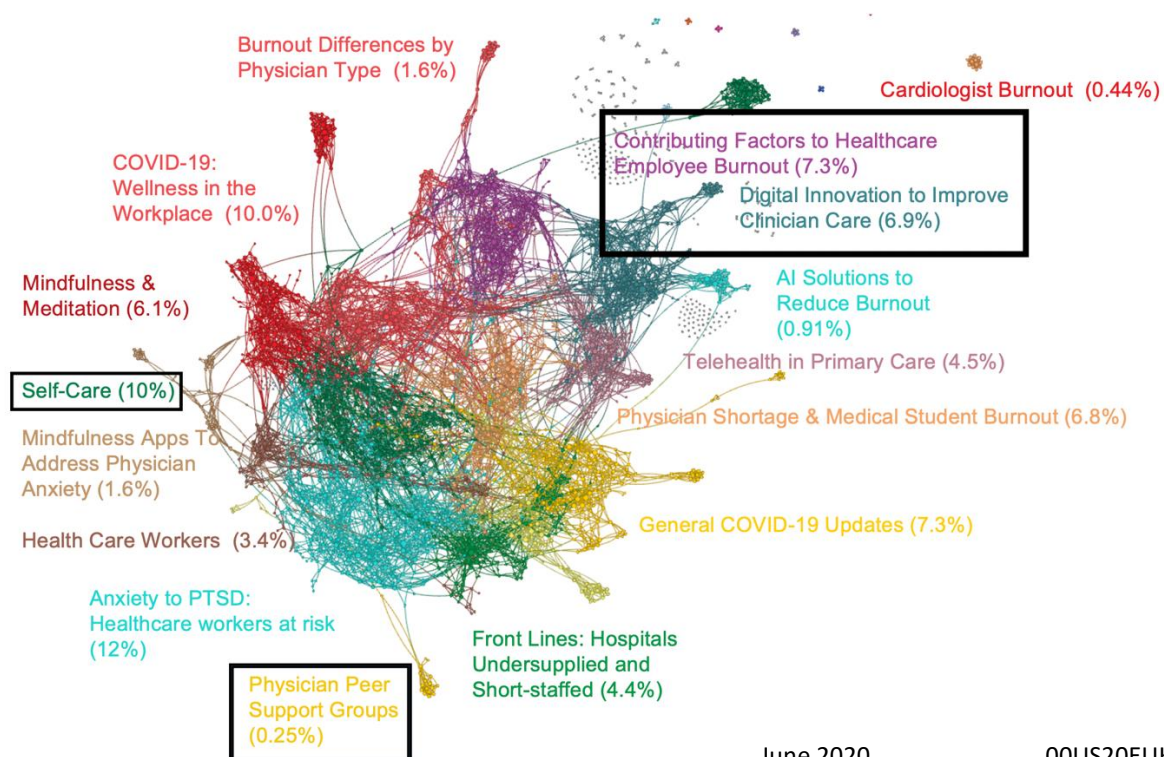 Burnout Differences by
Physician Type (1.6%)
Cardiologist Burnout (0.44%)
Contributing Factors to Healthcare
Employee Burnout (7.3%)
COVID-19:
Wellness in the
Workplace (10.0%)
Digital Innovation to Improve
Clinician Care (6.9%)
Mindfulness &
Meditation (6.1%)
AI Solutions to
Reduce Burnout
(0.91%)
Telehealth in Primary Care (4.5%)
Self-Care (10%)
Physician Shortage & Medical Student Burnout (6.8%)
Mindfulness Apps To
Address Physician
Anxiety (1.6%)
General COVID-19 Updates (7.3%)
Health Care Workers (3.4%)
Anxiety to PTSD:
Healthcare workers at risk
(12%)
Front Lines: Hospitals
Undersupplied and
Short-staffed (4.4%)
Physician Peer
Support Groups
(0.25%)
June 2020